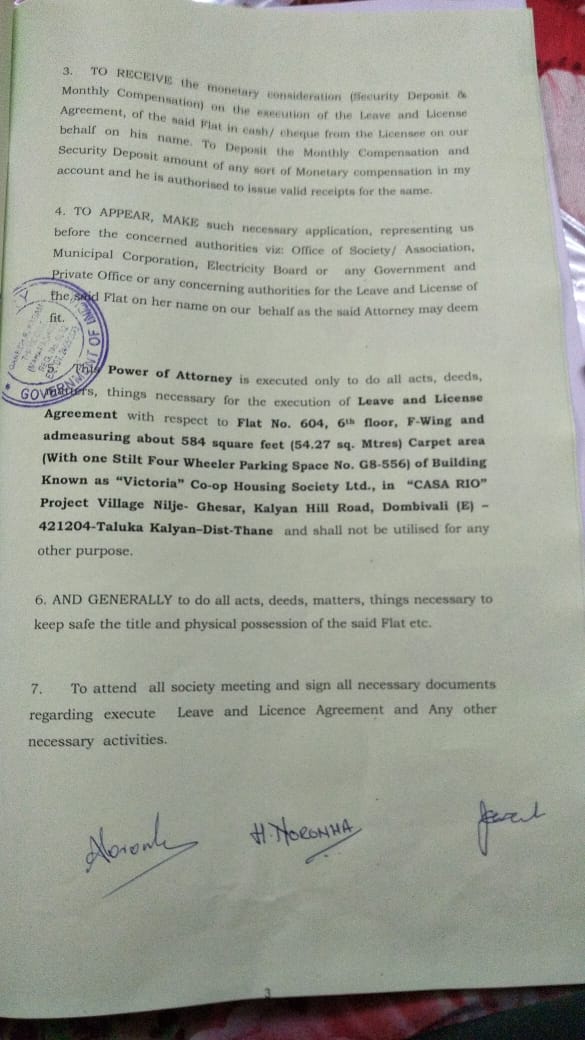 3. TO RECEIVE the monetary consideration (Security Deposit &
Monthly Compensation) on the execution of the Leave and License
Agreement, of the said Flat in cash/ cheque from the Licensee on our
behalf on his name. To Deposit the Monthly Compensation and
Security Deposit amount of any sort of Monetary compensation in my
account and he is authorised to issue valid receipts for the same.
4. TO APPEAR, MAKE such necessary application, representing us
before the concerned authorities viz: Office of Society/ Association,
Municipal Corporation, Electricity Board or any Government and
Private Office or any concerning authorities for the Leave and License of
the said Flat on her name on our behalf as the said Attorney may deem
fit.
GOVERNMENT OF
5. This Power of Attorney is executed only to do all acts, deeds,
matters, things necessary for the execution of Leave and License
Agreement with respect to Flat No. 604, 6th floor, F-Wing and
admeasuring about 584 square feet (54.27 sq. Mtres) Carpet area
(With one Stilt Four Wheeler Parking Space No. G8-556) of Building
Known as “Victoria” Co-op Housing Society Ltd., in “CASA RIO”
Project Village Nilje- Ghesar, Kalyan Hill Road, Dombivali (E) –
421204-Taluka Kalyan–Dist-Thane and shall not be utilised for any
other purpose.
6. AND GENERALLY to do all acts, deeds, matters, things necessary to
keep safe the title and physical possession of the said Flat etc.
7. To attend all society meeting and sign all necessary documents
regarding execute Leave and Licence Agreement and Any other
necessary activities.
H. NORONHA
3